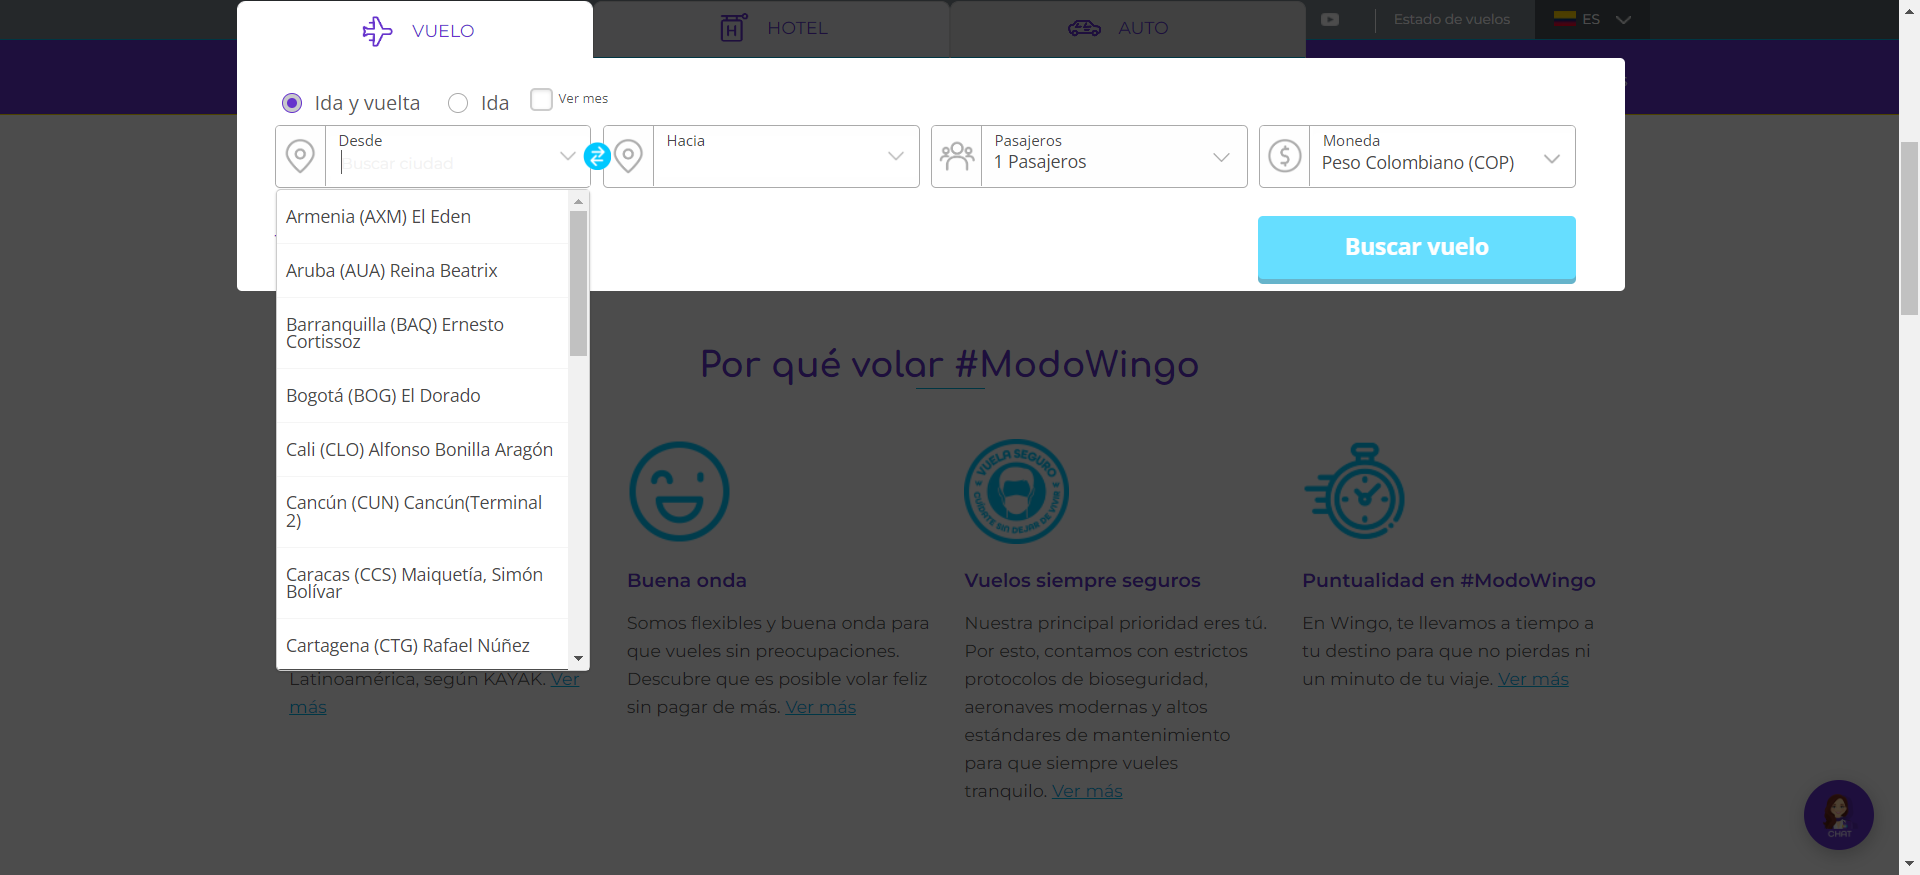 VUELO
HOTEL
AUTO
Estado de vuelos
ES
Ida y vuelta
Ida
Ver mes
Desde
Buscar ciudad
Hacia
Pasajeros
1 Pasajeros
Moneda
Peso Colombiano (COP)
Armenia (AXM) El Eden
Aruba (AUA) Reina Beatrix
Barranquilla (BAQ) Ernesto
Cortissoz
Bogotá (BOG) El Dorado
Cali (CLO) Alfonso Bonilla Aragón
Cancún (CUN) Cancún(Terminal
2)
Caracas (CCS) Maiquetía, Simón
Bolívar
Cartagena (CTG) Rafael Núñez
Buscar vuelo
Por qué volar #ModoWingo
Latinoamérica, según KAYAK. Ver
más
Buena onda
Somos flexibles y buena onda para
que vueles sin preocupaciones.
Descubre que es posible volar feliz
sin pagar de más. Ver más
VUELA SEGURO
CUÍDATE SIN DEJAR DE VIVIR
Vuelos siempre seguros
Nuestra principal prioridad eres tú.
Por esto, contamos con estrictos
protocolos de bioseguridad,
aeronaves modernas y altos
estándares de mantenimiento
para que siempre vueles
tranquilo. Ver más
Puntualidad en #ModoWingo
En Wingo, te llevamos a tiempo a
tu destino para que no pierdas ni
un minuto de tu viaje. Ver más
CHAT